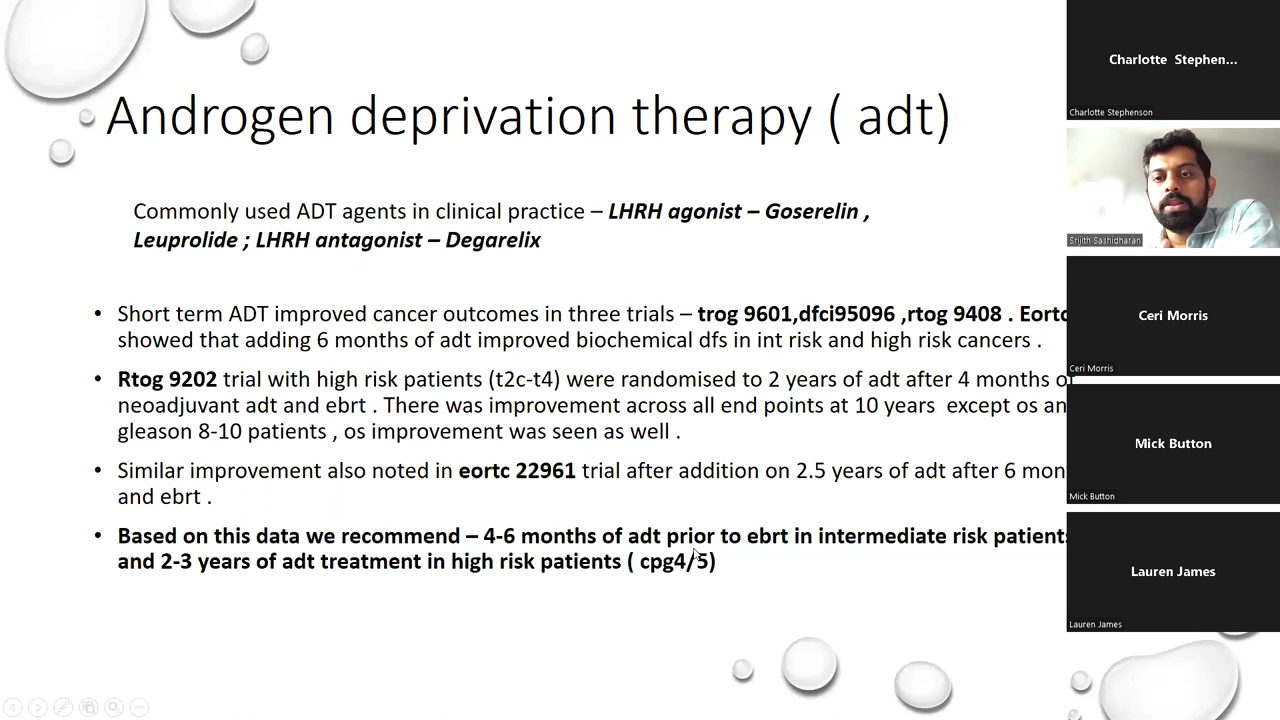 Androgen deprivation therapy ( adt)
Commonly used ADT agents in clinical practice – LHRH agonist – Goserelin ,
Leuprolide ; LHRH antagonist – Degarelix
• Short term ADT improved cancer outcomes in three trials – trog 9601,dfci95096 ,rtog 9408 . Eortc
showed that adding 6 months of adt improved biochemical dfs in int risk and high risk cancers .
• Rtog 9202 trial with high risk patients (t2c-t4) were randomised to 2 years of adt after 4 months of
neoadjuvant adt and ebrt . There was improvement across all end points at 10 years except os an
gleason 8-10 patients , os improvement was seen as well .
• Similar improvement also noted in eortc 22961 trial after addition on 2.5 years of adt after 6 mon
and ebrt .
• Based on this data we recommend – 4-6 months of adt prior to ebrt in intermediate risk patients
and 2-3 years of adt treatment in high risk patients ( cpg4/5)
Charlotte Stephen...
Charlotte Stephenson
Srijith Sashidharan
Ceri Morris
Ceri Morris
Mick Button
Mick Button
Lauren James
Lauren James